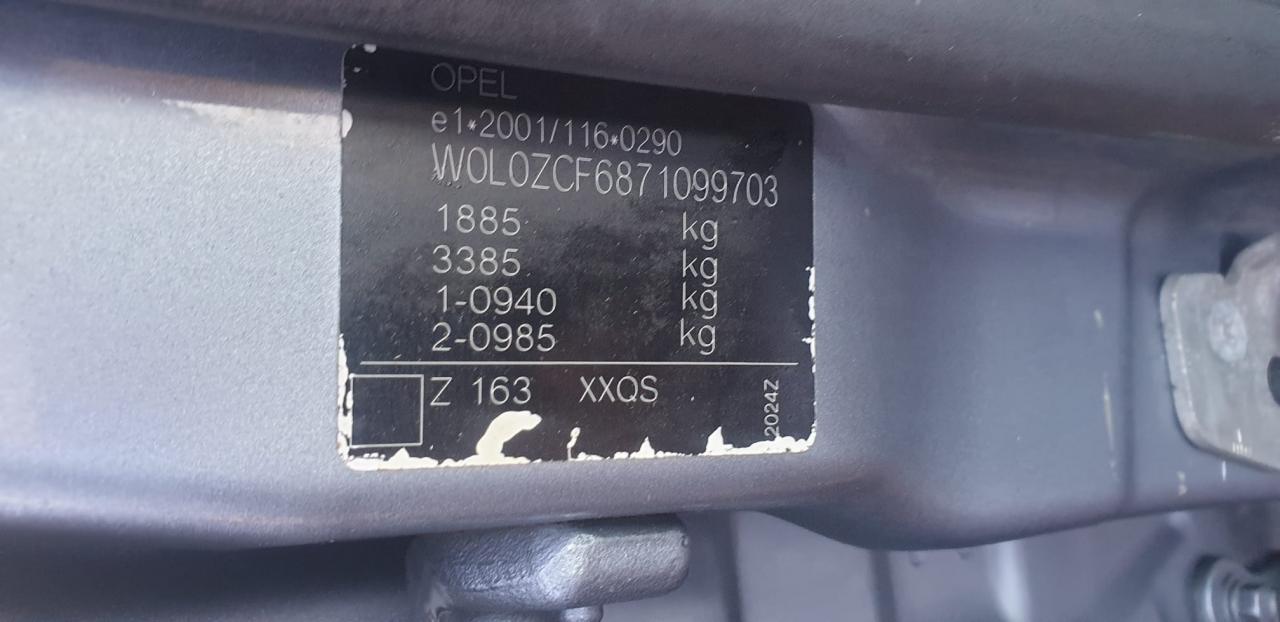 OPEL
e1*2001/116*0290
W0L0ZCF6871099703
1885 kg
3385 kg
1-0940 kg
2-0985 kg
Z 163 XXQS
2024Z